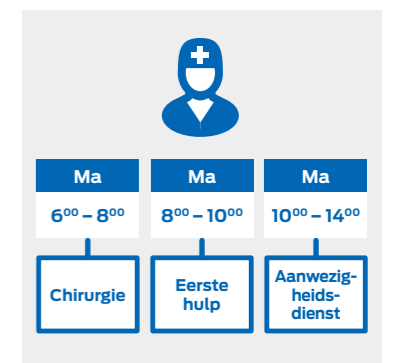 Ma Ma Ma
6⁰⁰ – 8⁰⁰ 8⁰⁰ – 10⁰⁰ 10⁰⁰ – 14⁰⁰
Chirurgie
Eerste
hulp
Aanwezig-
heids-
dienst